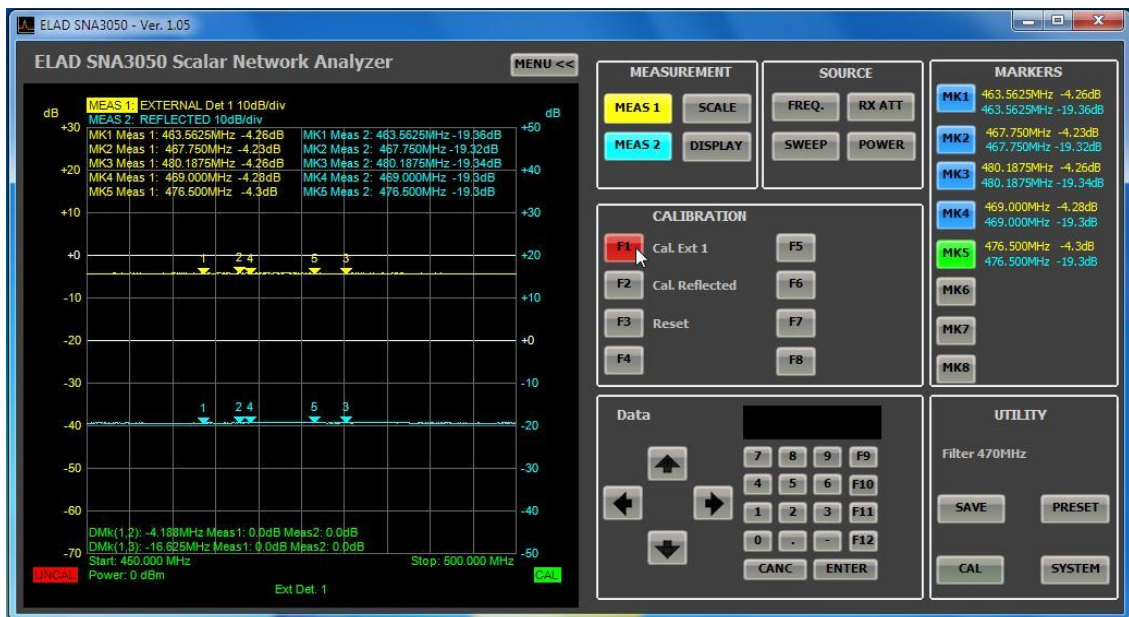 ELAD SNA3050 - Ver. 1.05
ELAD SNA3050 Scalar Network Analyzer
MENU <<
dB
MEAS 1: EXTERNAL Det 1 10dB/div
MEAS 2: REFLECTED 10dB/div
dB
MK1 Meas 1: 463.5625MHz -4.26dB
MK2 Meas 1: 467.750MHz -4.23dB
MK3 Meas 1: 480.1875MHz -4.26dB
MK4 Meas 1: 469.000MHz -4.28dB
MK5 Meas 1: 476.500MHz -4.3dB
MK1 Meas 2: 463.5625MHz -19.36dB
MK2 Meas 2: 467.750MHz -19.32dB
MK3 Meas 2: 480.1875MHz -19.34dB
MK4 Meas 2: 469.000MHz -19.3dB
MK5 Meas 2: 476.500MHz -19.3dB
+30
+20
+10
+0
-10
-20
-30
-40
-50
-60
-70
+50
+40
+30
+20
+10
+0
-10
-20
-30
-40
-50
1 2 4 5 3
1 2 4 5 3
DMk(1,2): -4.188MHz Meas1: 0.0dB Meas2: 0.0dB
DMk(1,3): -16.625MHz Meas1: 0.0dB Meas2: 0.0dB
Start: 450.000 MHz
Stop: 500.000 MHz
UNCAL
Power: 0 dBm
CAL
Ext Det. 1
MEASUREMENT
MEAS 1
SCALE
MEAS 2
DISPLAY
SOURCE
FREQ.
RX ATT
SWEEP
POWER
CALIBRATION
F1
Cal. Ext 1
F5
F2
Cal. Reflected
F6
F3
Reset
F7
F4
F8
Data
7 8 9 F9
4 5 6 F10
1 2 3 F11
0 . - F12
CANC
ENTER
MARKERS
MK1
463.5625MHz -4.26dB
463.5625MHz -19.36dB
MK2
467.750MHz -4.23dB
467.750MHz -19.32dB
MK3
480.1875MHz -4.26dB
480.1875MHz -19.34dB
MK4
469.000MHz -4.28dB
469.000MHz -19.3dB
MK5
476.500MHz -4.3dB
476.500MHz -19.3dB
MK6
MK7
MK8
UTILITY
Filter 470MHz
SAVE
PRESET
CAL
SYSTEM